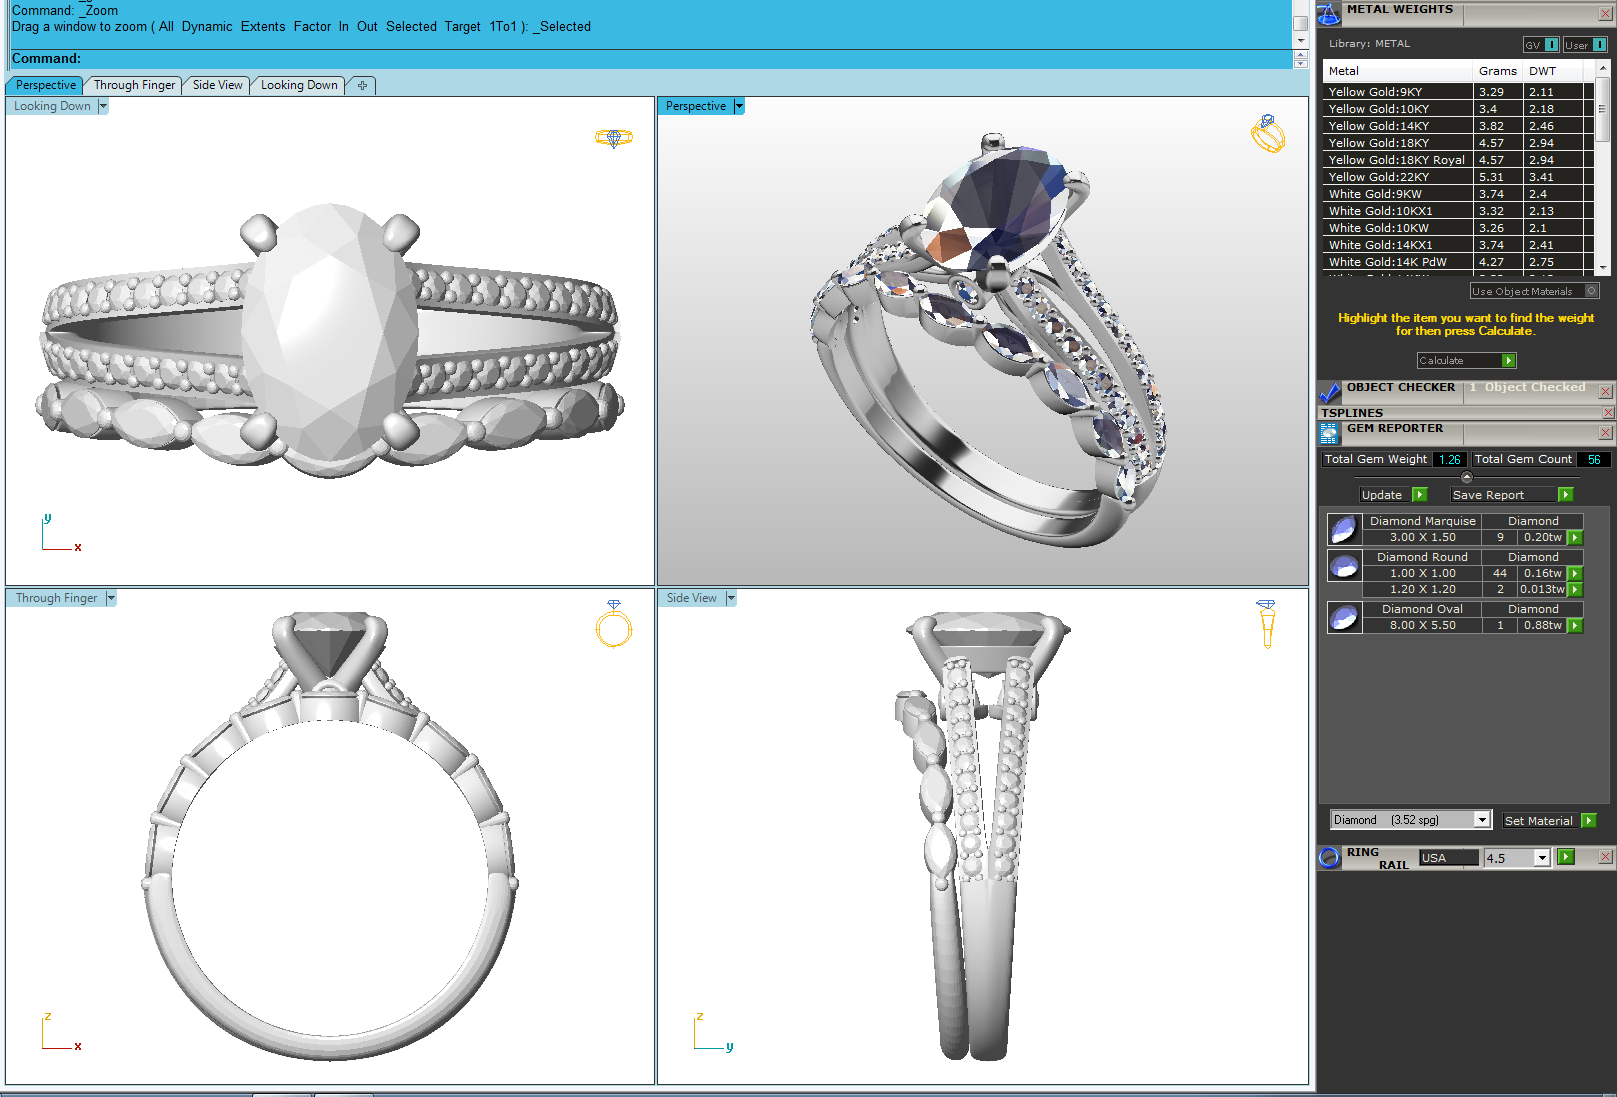 Command: _Zoom
Drag a window to zoom ( All Dynamic Extents Factor In Out Selected Target 1To1 ): _Selected
Command:
Perspective Through Finger Side View Looking Down
Looking Down
y
x
Perspective
Through Finger
z
x
Side View
z
y
METAL WEIGHTS
Library: METAL GV I User I
Metal Grams DWT
Yellow Gold:9KY 3.29 2.11
Yellow Gold:10KY 3.4 2.18
Yellow Gold:14KY 3.82 2.46
Yellow Gold:18KY 4.57 2.94
Yellow Gold:18KY Royal 4.57 2.94
Yellow Gold:22KY 5.31 3.41
White Gold:9KW 3.74 2.4
White Gold:10KX1 3.32 2.13
White Gold:10KW 3.26 2.1
White Gold:14KX1 3.74 2.41
White Gold:14K PdW 4.27 2.75
Use Object Materials O
Highlight the item you want to find the weight
for then press Calculate.
Calculate
OBJECT CHECKER 1 Object Checked
TSPLINES
GEM REPORTER
Total Gem Weight 1.26 Total Gem Count 56
Update Save Report
Diamond Marquise Diamond
3.00 X 1.50 9 0.20tw
Diamond Round Diamond
1.00 X 1.00 44 0.16tw
1.20 X 1.20 2 0.013tw
Diamond Oval Diamond
8.00 X 5.50 1 0.88tw
Diamond (3.52 spg) Set Material
RING RAIL USA 4.5